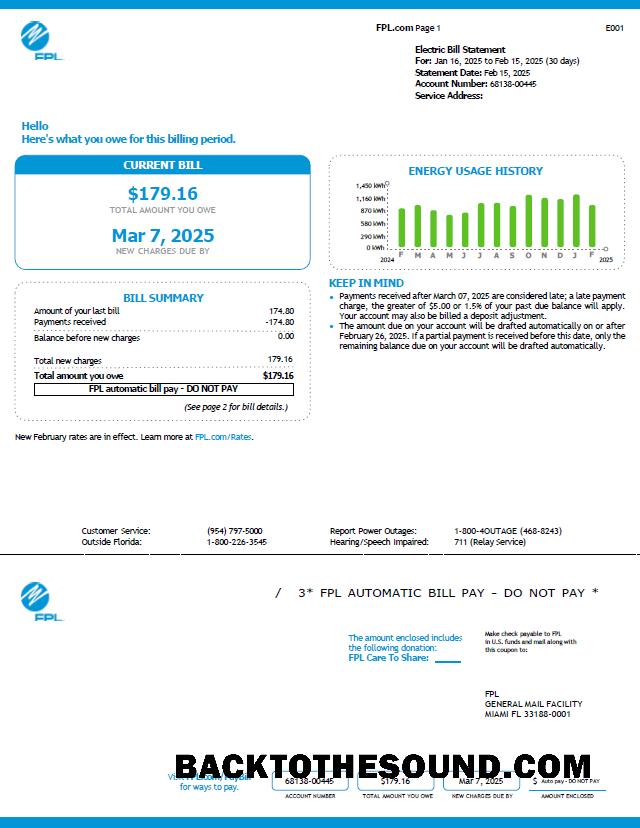 FPL
FPL.com Page 1
E001
Electric Bill Statement
For: Jan 16, 2025 to Feb 15, 2025 (30 days)
Statement Date: Feb 15, 2025
Account Number: 68138-00445
Service Address:
Hello
Here's what you owe for this billing period.
CURRENT BILL
$179.16
TOTAL AMOUNT YOU OWE
Mar 7, 2025
NEW CHARGES DUE BY
BILL SUMMARY
Amount of your last bill 174.80
Payments received -174.80
Balance before new charges 0.00
Total new charges 179.16
Total amount you owe $179.16
FPL automatic bill pay - DO NOT PAY
(See page 2 for bill details.)
ENERGY USAGE HISTORY
1,450 kWh
1,160 kWh
870 kWh
580 kWh
290 kWh
0 kWh
F M A M J J A S O N D J F
2024 2025
KEEP IN MIND
• Payments received after March 07, 2025 are considered late; a late payment
charge, the greater of $5.00 or 1.5% of your past due balance will apply.
Your account may also be billed a deposit adjustment.
• The amount due on your account will be drafted automatically on or after
February 26, 2025. If a partial payment is received before this date, only the
remaining balance due on your account will be drafted automatically.
New February rates are in effect. Learn more at FPL.com/Rates.
Customer Service: (954) 797-5000
Outside Florida: 1-800-226-3545
Report Power Outages: 1-800-4OUTAGE (468-8243)
Hearing/Speech Impaired: 711 (Relay Service)
FPL
/ 3* FPL AUTOMATIC BILL PAY - DO NOT PAY *
The amount enclosed includes
the following donation:
FPL Care To Share:
Make check payable to FPL
in U.S. funds and mail along with
this coupon to:
FPL
GENERAL MAIL FACILITY
MIAMI FL 33188-0001
BACKTOTHESOUND.COM
Visit FPL.com/PayBill
for ways to pay.
68138-00445
ACCOUNT NUMBER
$179.16
TOTAL AMOUNT YOU OWE
Mar 7, 2025
NEW CHARGES DUE BY
$ Auto pay - DO NOT PAY
AMOUNT ENCLOSED